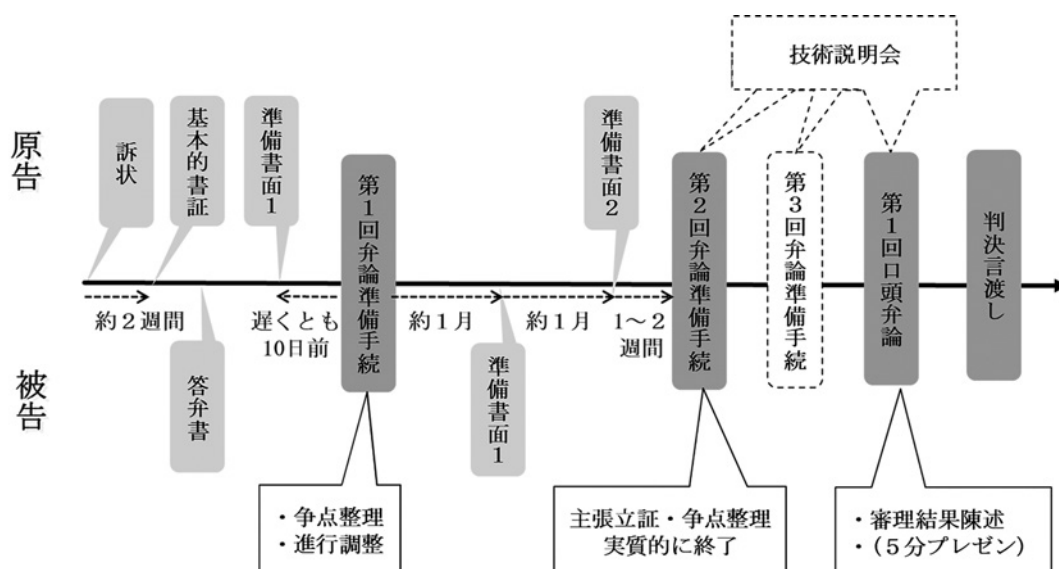 技術説明会
原告
訴状
基本的書証
準備書面1
第1回弁論準備手続
準備書面2
第2回弁論準備手続
第3回弁論準備手続
第1回口頭弁論
判決言渡し
約2週間
遅くとも
10日前
約1月
約1月
1〜2
週間
被告
答弁書
準備書面1
・争点整理
・進行調整
主張立証・争点整理
実質的に終了
・審理結果陳述
・(5分プレゼン)